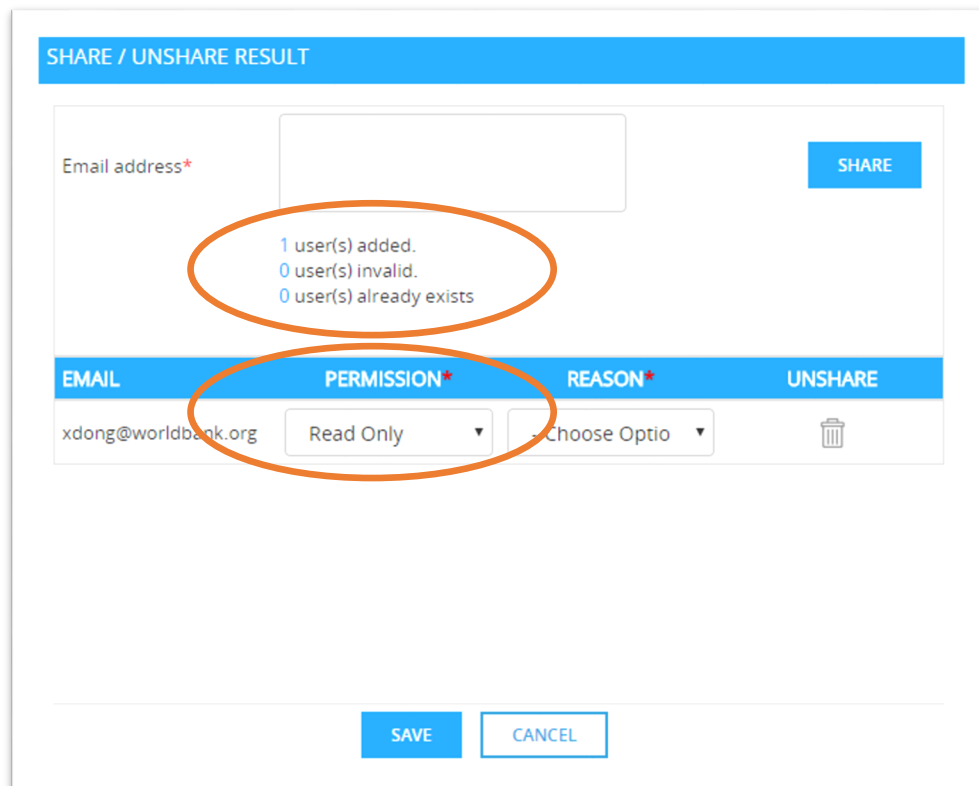 SHARE / UNSHARE RESULT
Email address*
SHARE
1 user(s) added.
0 user(s) invalid.
0 user(s) already exists
EMAIL PERMISSION* REASON* UNSHARE
xdong@worldbank.org Read Only - Choose Optio
SAVE CANCEL